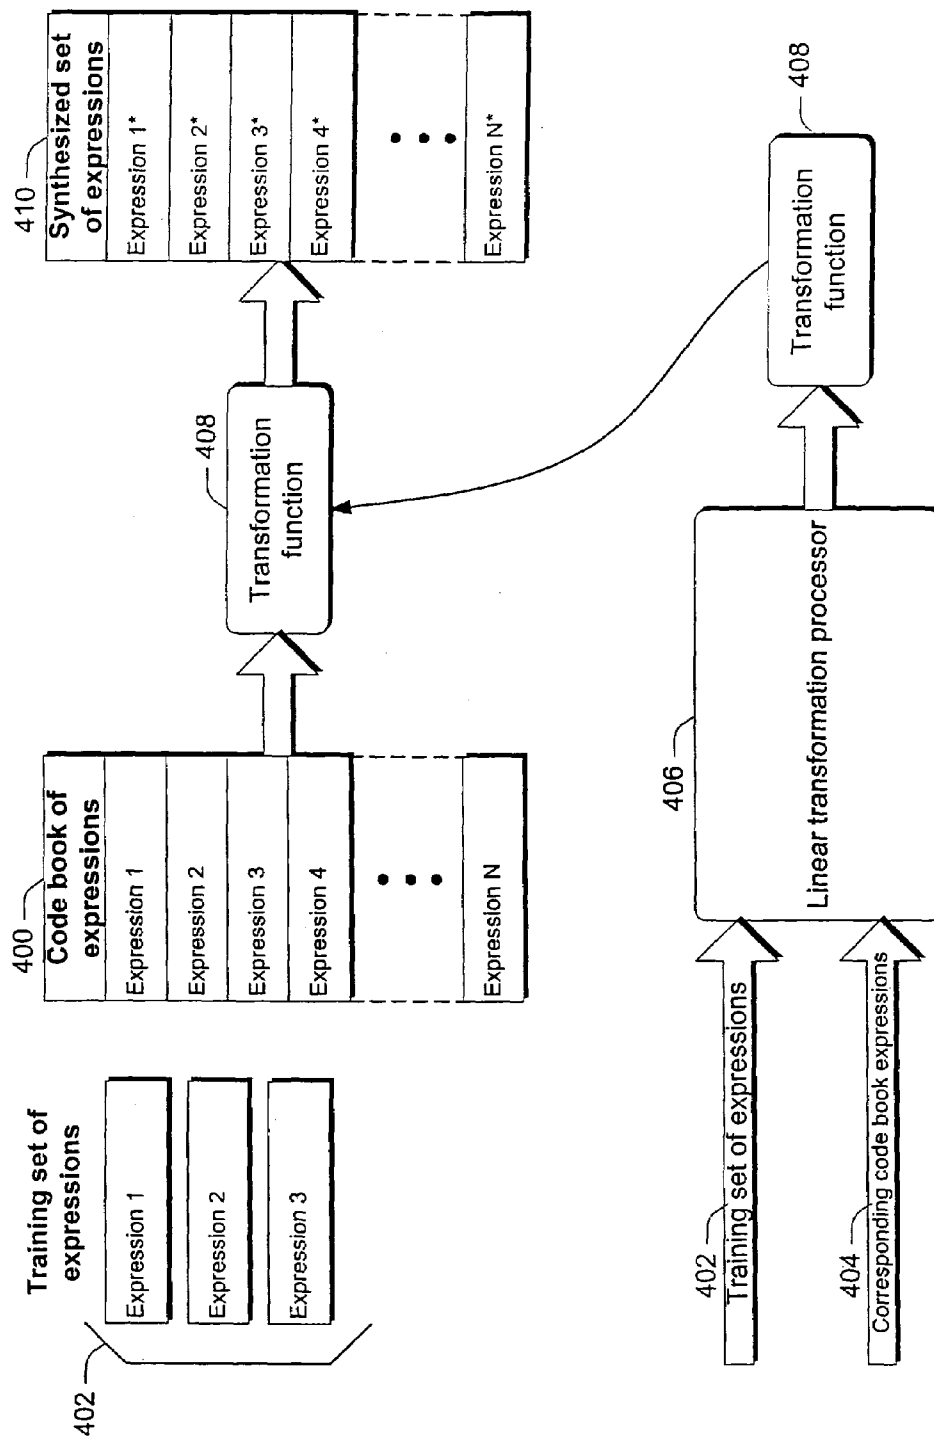 402
Training set of
expressions
Expression 1
Expression 2
Expression 3
400
Code book of
expressions
Expression 1
Expression 2
Expression 3
Expression 4
Expression N
408
Transformation
function
410
Synthesized set
of expressions
Expression 1*
Expression 2*
Expression 3*
Expression 4*
Expression N*
402
Training set of expressions
404
Corresponding code book expressions
406
Linear transformation processor
Transformation
function
408